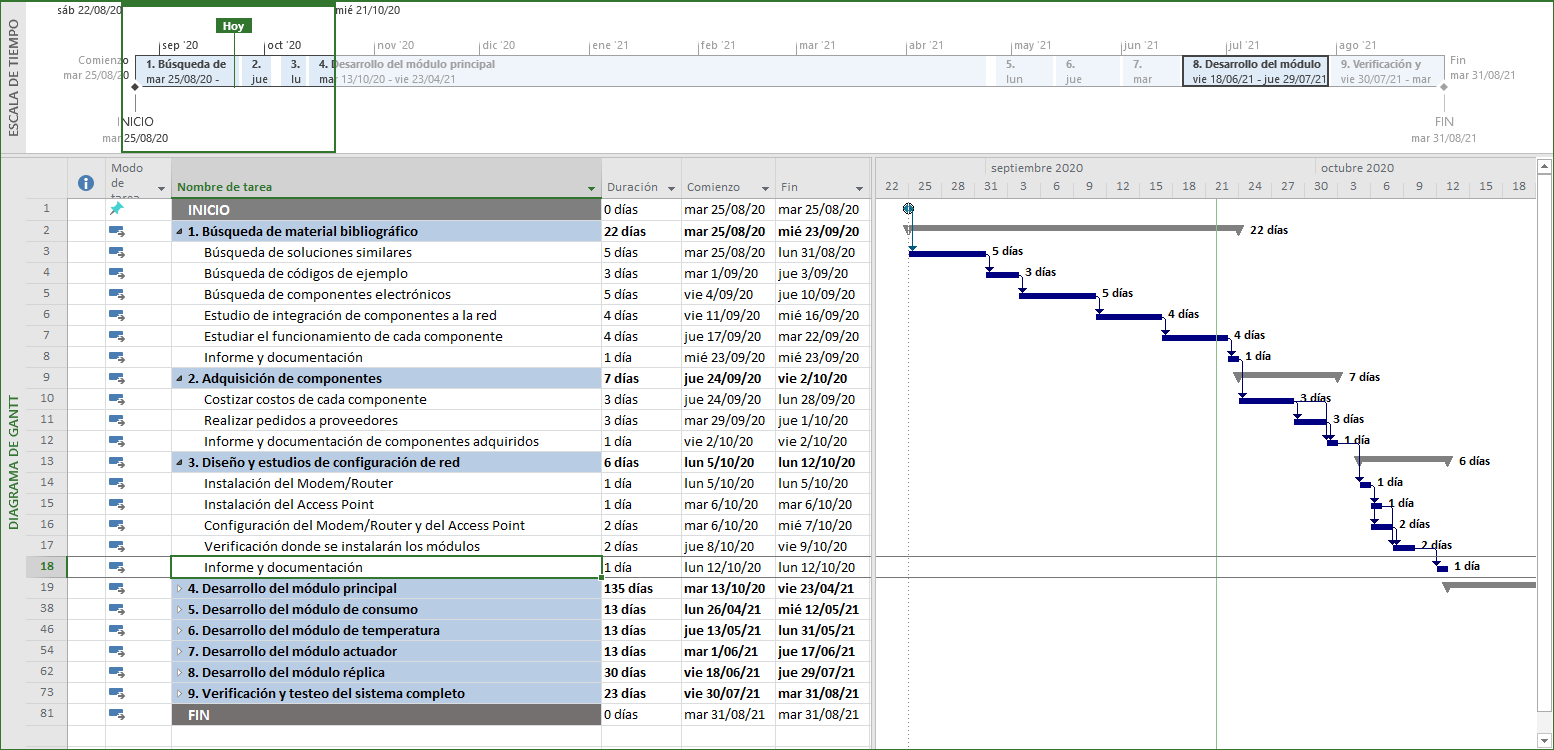 ESCALA DE TIEMPO
sáb 22/08/20
mié 21/10/20
Hoy
sep '20 oct '20 nov '20 dic '20 ene '21 feb '21 mar '21 abr '21 may '21 jun '21 jul '21 ago '21
Comienzo
mar 25/08/20
1. Búsqueda de
mar 25/08/20 -
2.
jue
3.
lu
4. Desarrollo del módulo principal
mar 13/10/20 - vie 23/04/21
5.
lun
6.
jue
7.
mar
8. Desarrollo del módulo
vie 18/06/21 - jue 29/07/21
9. Verificación y
vie 30/07/21 - mar
Fin
mar 31/08/21
INICIO
mar 25/08/20
FIN
mar 31/08/21
DIAGRAMA DE GANTT
Modo de tarea Nombre de tarea Duración Comienzo Fin
septiembre 2020 octubre 2020
22 25 28 31 3 6 9 12 15 18 21 24 27 30 3 6 9 12 15 18
1 INICIO 0 días mar 25/08/20 mar 25/08/20
2 1. Búsqueda de material bibliográfico 22 días mar 25/08/20 mié 23/09/20 22 días
3 Búsqueda de soluciones similares 5 días mar 25/08/20 lun 31/08/20 5 días
4 Búsqueda de códigos de ejemplo 3 días mar 1/09/20 jue 3/09/20 3 días
5 Búsqueda de componentes electrónicos 5 días vie 4/09/20 jue 10/09/20 5 días
6 Estudio de integración de componentes a la red 4 días vie 11/09/20 mié 16/09/20 4 días
7 Estudiar el funcionamiento de cada componente 4 días jue 17/09/20 mar 22/09/20 4 días
8 Informe y documentación 1 día mié 23/09/20 mié 23/09/20 1 día
9 2. Adquisición de componentes 7 días jue 24/09/20 vie 2/10/20 7 días
10 Costizar costos de cada componente 3 días jue 24/09/20 lun 28/09/20 3 días
11 Realizar pedidos a proveedores 3 días mar 29/09/20 jue 1/10/20 3 días
12 Informe y documentación de componentes adquiridos 1 día vie 2/10/20 vie 2/10/20 1 día
13 3. Diseño y estudios de configuración de red 6 días lun 5/10/20 lun 12/10/20 6 días
14 Instalación del Modem/Router 1 día lun 5/10/20 lun 5/10/20 1 día
15 Instalación del Access Point 1 día mar 6/10/20 mar 6/10/20 1 día
16 Configuración del Modem/Router y del Access Point 2 días mar 6/10/20 mié 7/10/20 2 días
17 Verificación donde se instalarán los módulos 2 días jue 8/10/20 vie 9/10/20 2 días
18 Informe y documentación 1 día lun 12/10/20 lun 12/10/20 1 día
19 4. Desarrollo del módulo principal 135 días mar 13/10/20 vie 23/04/21
38 5. Desarrollo del módulo de consumo 13 días lun 26/04/21 mié 12/05/21
46 6. Desarrollo del módulo de temperatura 13 días jue 13/05/21 lun 31/05/21
54 7. Desarrollo del módulo actuador 13 días mar 1/06/21 jue 17/06/21
62 8. Desarrollo del módulo réplica 30 días vie 18/06/21 jue 29/07/21
73 9. Verificación y testeo del sistema completo 23 días vie 30/07/21 mar 31/08/21
81 FIN 0 días mar 31/08/21 mar 31/08/21